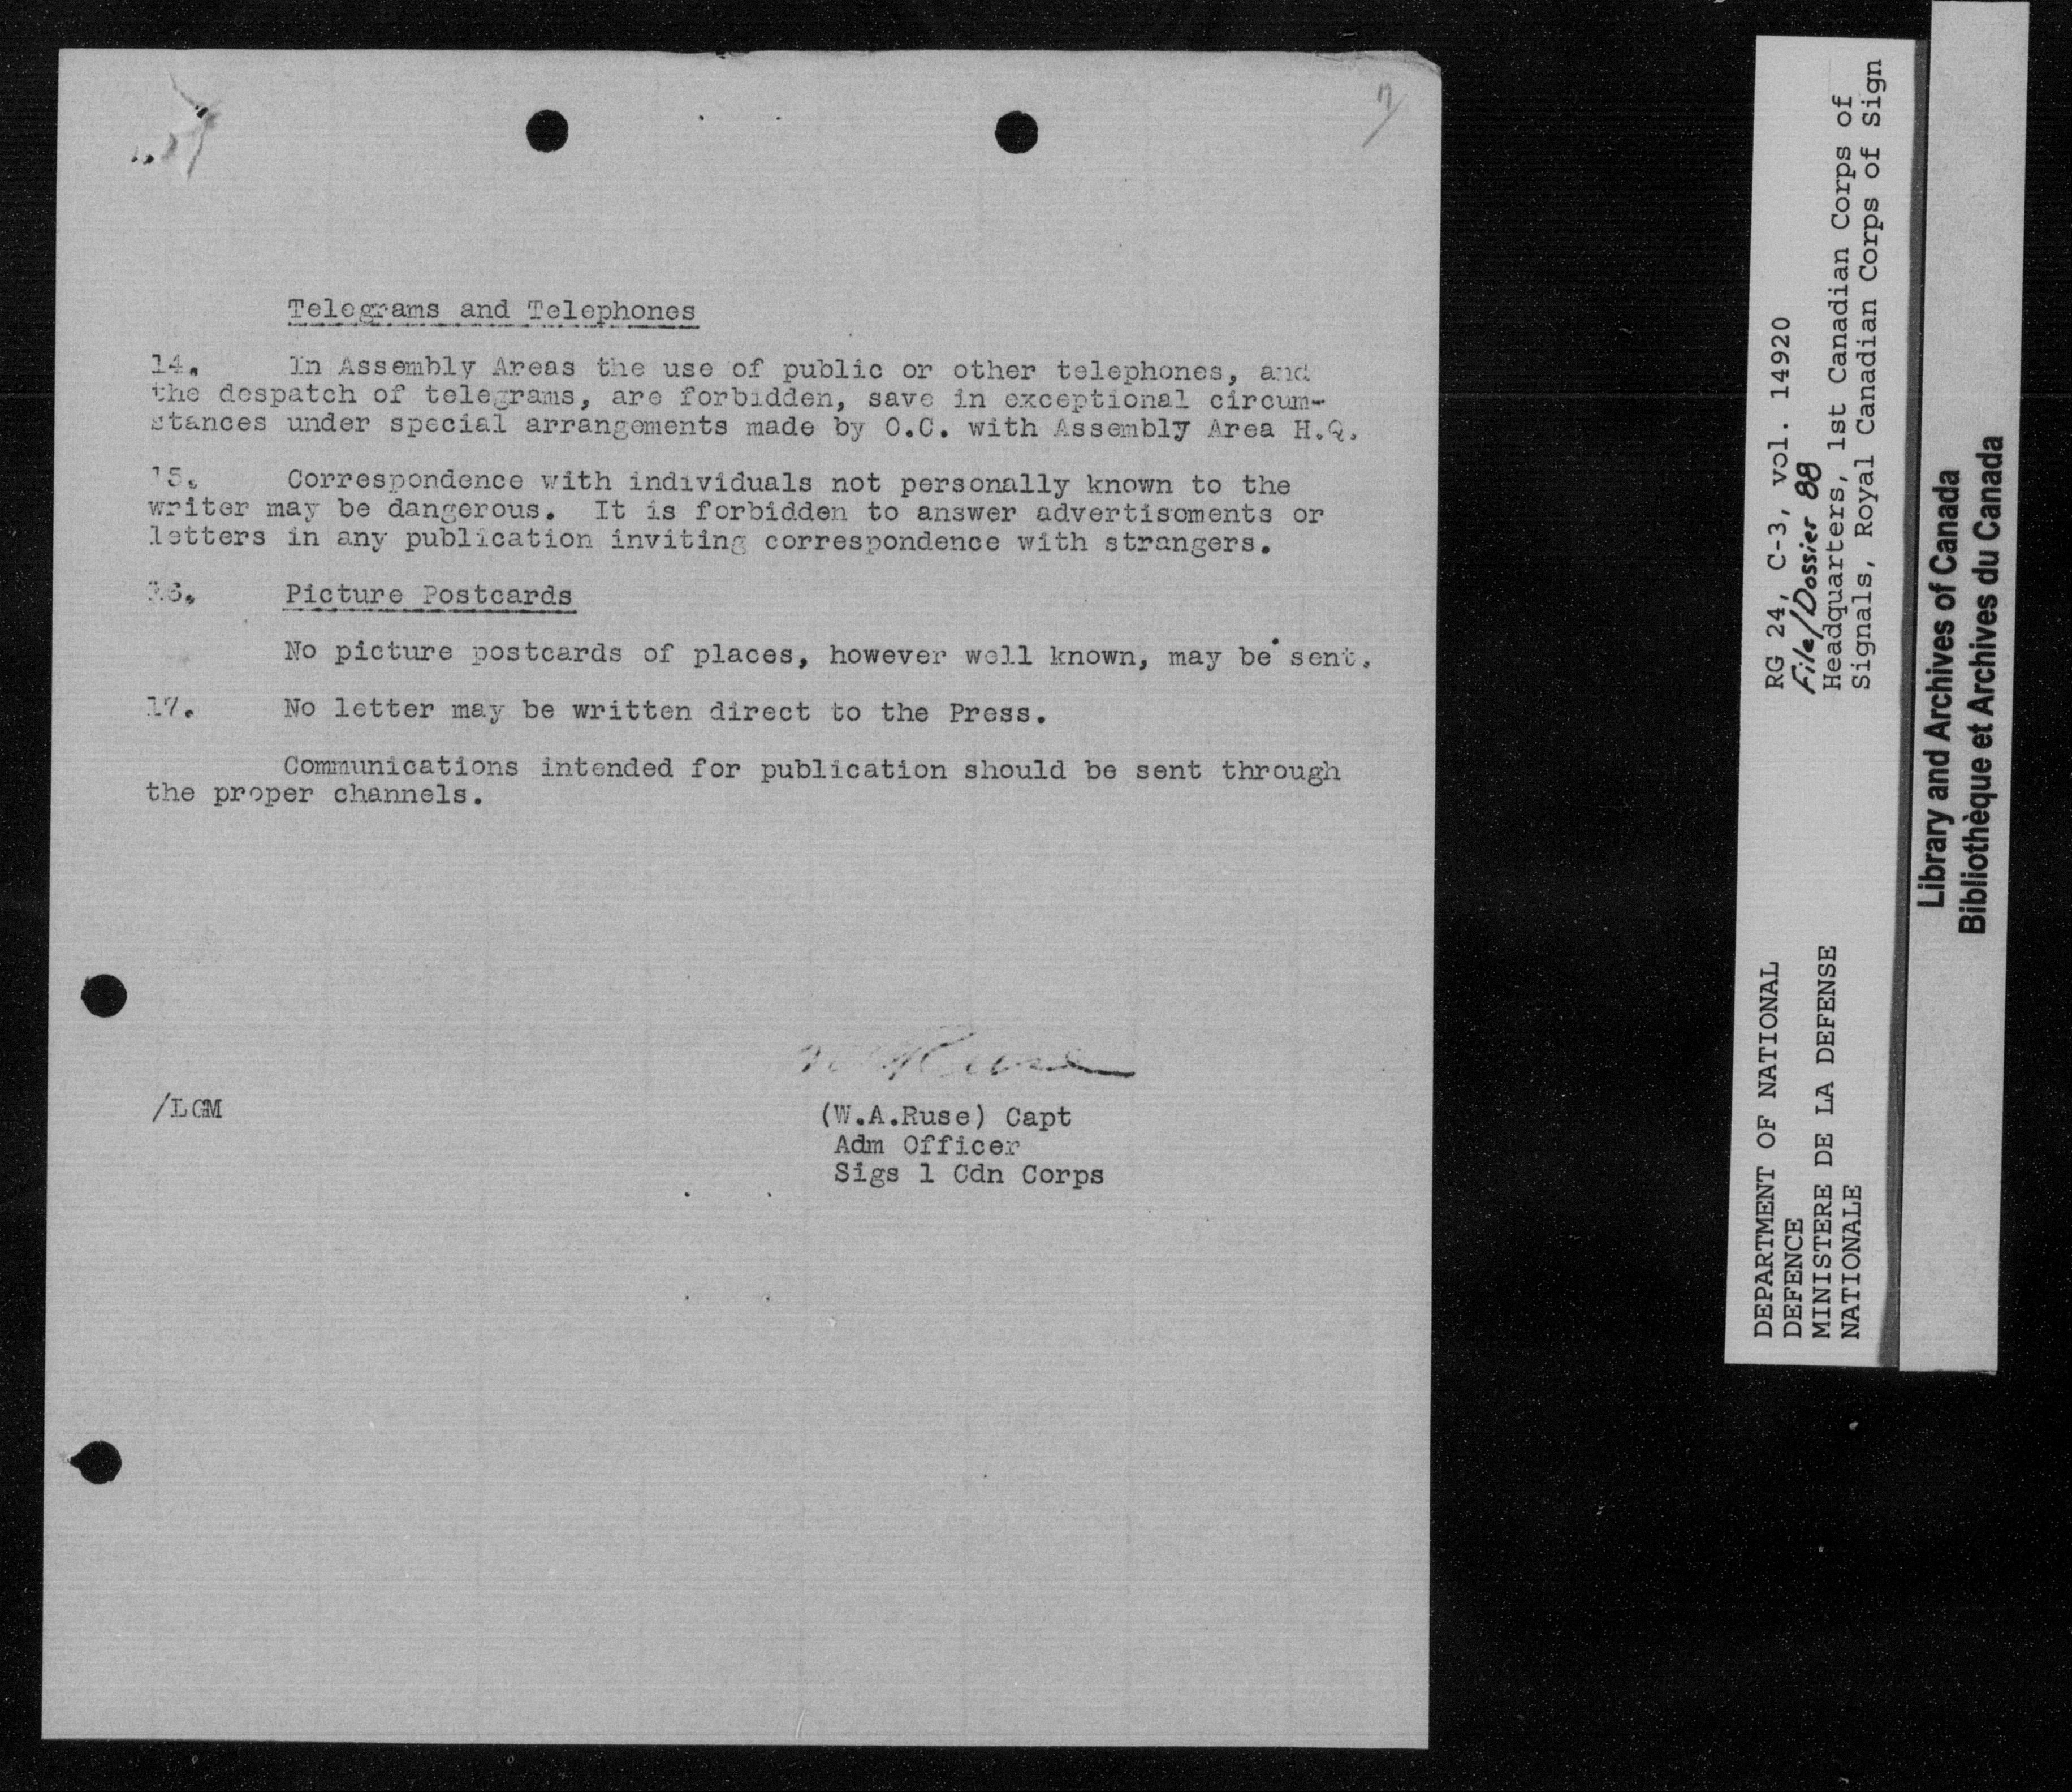 Telegrams and Telephones
14. In Assembly Areas the use of public or other telephones, and
the despatch of telegrams, are forbidden, save in exceptional circum-
stances under special arrangements made by O.C. with Assembly Area H.Q.
15. Correspondence with individuals not personally known to the
writer may be dangerous. It is forbidden to answer advertisements or
letters in any publication inviting correspondence with strangers.
16. Picture Postcards
No picture postcards of places, however well known, may be sent.
17. No letter may be written direct to the Press.
Communications intended for publication should be sent through
the proper channels.
/LGM
(W.A.Ruse) Capt
Adm Officer
Sigs 1 Cdn Corps
DEPARTMENT OF NATIONAL
DEFENCE
MINISTERE DE LA DEFENSE
NATIONALE
RG 24, C-3, vol. 14920
File/Dossier 88
Headquarters, 1st Canadian Corps of
Signals, Royal Canadian Corps of Sign
Library and Archives of Canada
Bibliothèque et Archives du Canada